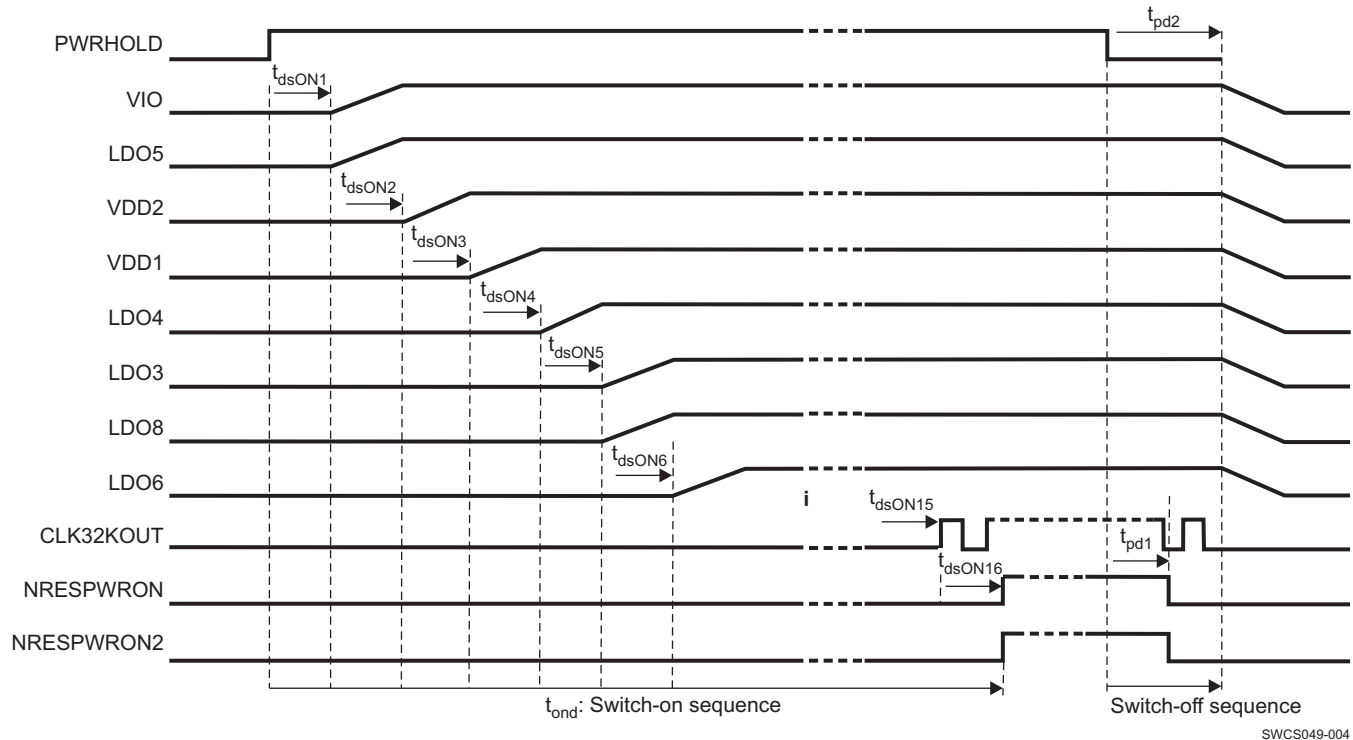 t_pd2
PWRHOLD
t_dsON1
VIO
LDO5
t_dsON2
VDD2
t_dsON3
VDD1
t_dsON4
LDO4
t_dsON5
LDO3
LDO8
t_dsON6
LDO6
i
t_dsON15
CLK32KOUT
t_pd1
t_dsON16
NRESPWRON
NRESPWRON2
t_ond: Switch-on sequence
Switch-off sequence
SWCS049-004